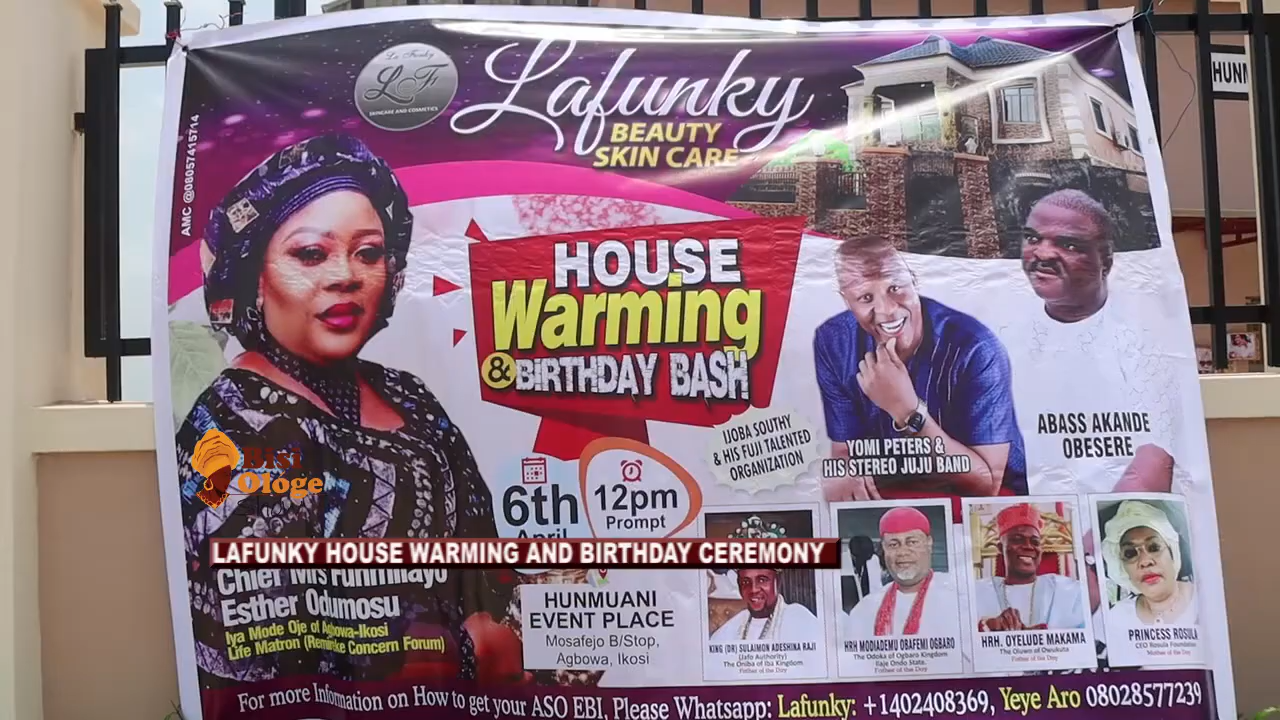 La Funky
LF
SKINCARE AND COSMETICS
Lafunky
BEAUTY
SKIN CARE
AMC @08057415714
HUNM
HOUSE
Warming
& BIRTHDAY BASH
IJOBA SOUTHY
& HIS FUJI TALENTED
ORGANIZATION
YOMI PETERS &
HIS STEREO JUJU BAND
ABASS AKANDE
OBESERE
Bisi
Ologe
6th
April
12pm
Prompt
LAFUNKY HOUSE WARMING AND BIRTHDAY CEREMONY
Chief Mrs Funmilayo
Esther Odumosu
Iya Mode Oje of Agbowa-Ikosi
Life Matron (Reminike Concern Forum)
HUNMUANI
EVENT PLACE
Mosafejo B/Stop,
Agbowa, Ikosi
KING (DR) SULAIMON ADESHINA RAJI
(Jafo Authority)
The Oniba of Iba Kingdom
Father of the Day
HRH MODIADEMU OBAFEMI OGBARO
The Odoka of Ogbaro Kingdom
Ilaje Ondo State.
Father of the Day
HRH. OYELUDE MAKAMA
The Oluwo of Owukuta
Father of the Day
PRINCESS ROSULA
CEO Rosula Foundation
Mother of the Day
For more Information on How to get your ASO EBI, Please Whatsapp: Lafunky: +1402408369, Yeye Aro 08028577239